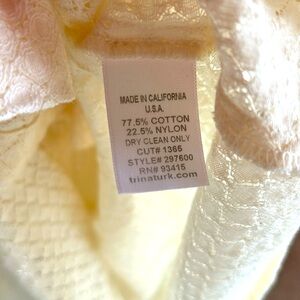 MADE IN CALIFORNIA
U.S.A.
77.5% COTTON
22.5% NYLON
DRY CLEAN ONLY
CUT# 1365
STYLE# 297600
RN# 93415
trinaturk.com